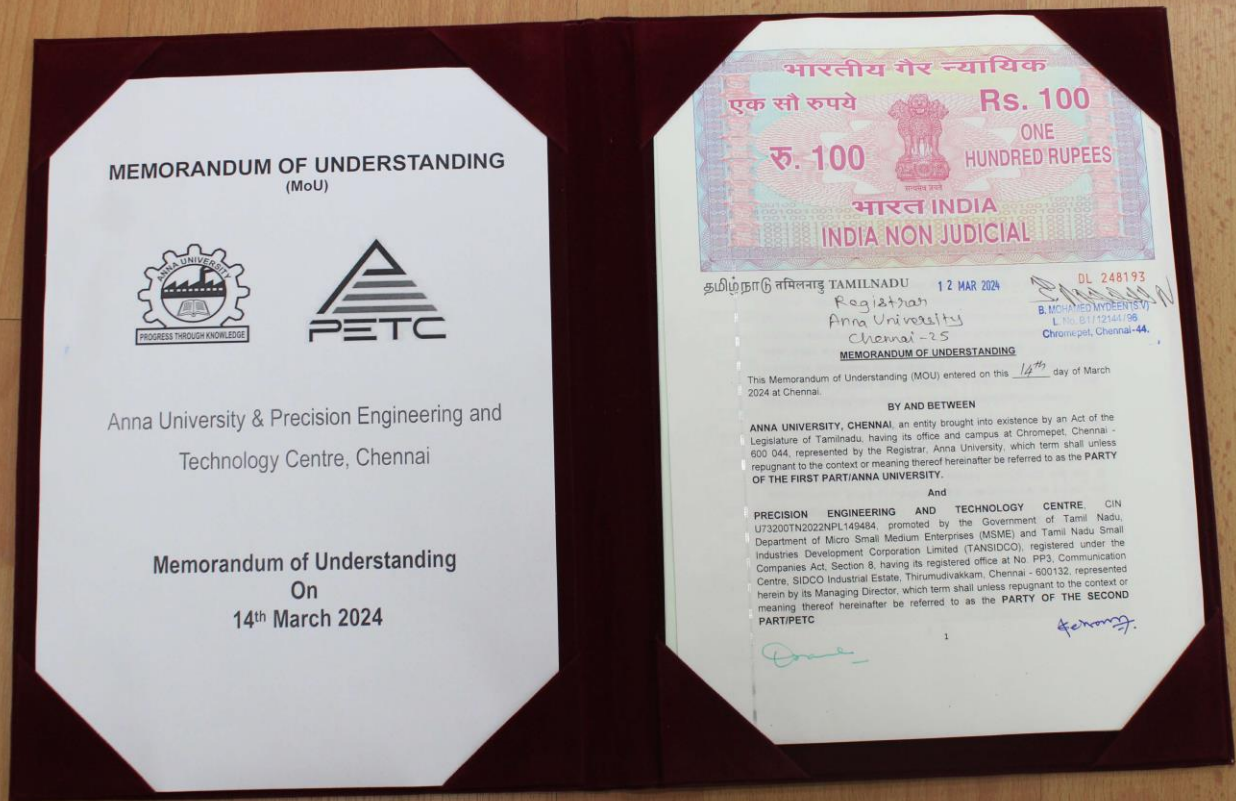 MEMORANDUM OF UNDERSTANDING
(MoU)
ANNA UNIVERSITY
PROGRESS THROUGH KNOWLEDGE
PETC
Anna University & Precision Engineering and
Technology Centre, Chennai
Memorandum of Understanding
On
14th March 2024
भारतीय गैर न्यायिक
एक सौ रुपये
Rs. 100
रु. 100
ONE
HUNDRED RUPEES
सत्यमेव जयते
भारत INDIA
INDIA NON JUDICIAL
தமிழ்நாடு तमिलनाडु TAMILNADU
12 MAR 2024
DL 248193
Registrar
Anna University
Chennai-25
B. MOHAMED MYDEEN(S.V)
L. No. B1/12144/96
Chromepet, Chennai-44.
MEMORANDUM OF UNDERSTANDING
This Memorandum of Understanding (MOU) entered on this 14th day of March
2024 at Chennai.
BY AND BETWEEN
ANNA UNIVERSITY, CHENNAI, an entity brought into existence by an Act of the
Legislature of Tamilnadu, having its office and campus at Chromepet, Chennai -
600 044, represented by the Registrar, Anna University, which term shall unless
repugnant to the context or meaning thereof hereinafter be referred to as the PARTY
OF THE FIRST PART/ANNA UNIVERSITY.
And
PRECISION ENGINEERING AND TECHNOLOGY CENTRE, CIN
U73200TN2022NPL149484, promoted by the Government of Tamil Nadu,
Department of Micro Small Medium Enterprises (MSME) and Tamil Nadu Small
Industries Development Corporation Limited (TANSIDCO), registered under the
Companies Act, Section 8, having its registered office at No. PP3, Communication
Centre, SIDCO Industrial Estate, Thirumudivakkam, Chennai - 600132, represented
herein by its Managing Director, which term shall unless repugnant to the context or
meaning thereof hereinafter be referred to as the PARTY OF THE SECOND
PART/PETC
1